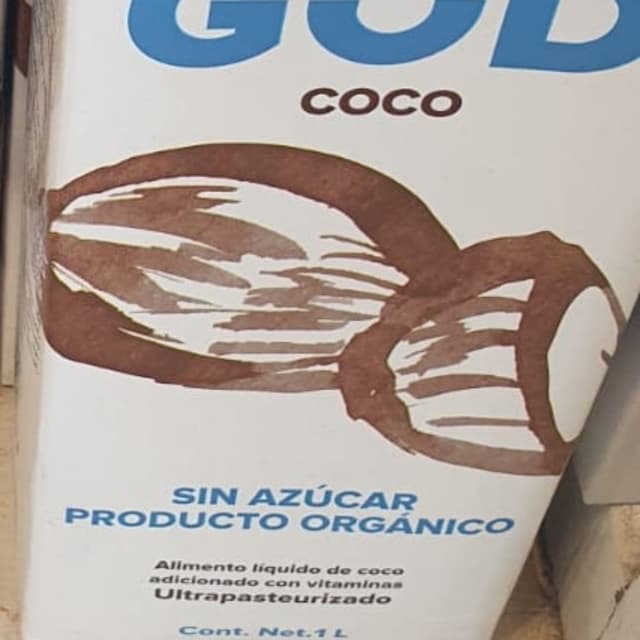 COCO
SIN AZÚCAR
PRODUCTO ORGÁNICO
Alimento líquido de coco
adicionado con vitaminas
Ultrapasteurizado
Cont. Net.1 L